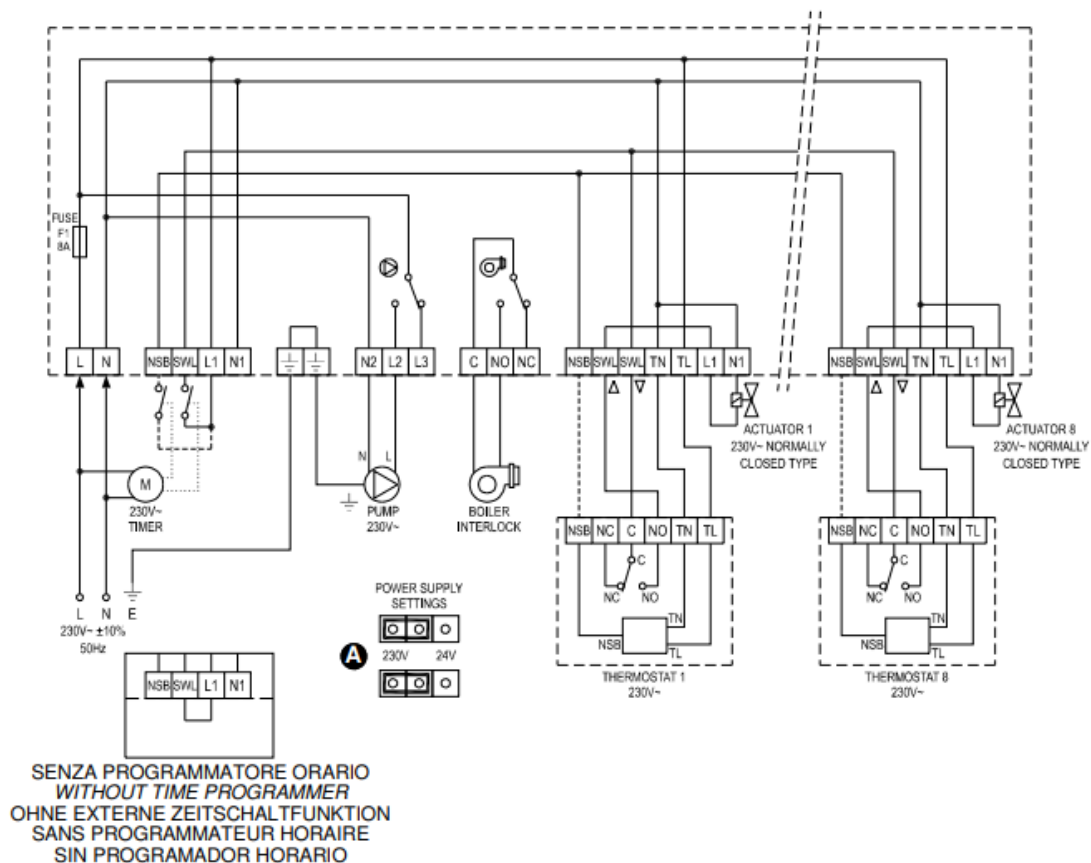 FUSE
F1
8A
L N
NSB SWL L1 N1
N2 L2 L3
C NO NC
NSB SWL SWL TN TL L1 N1
NSB SWL SWL TN TL L1 N1
ACTUATOR 1
230V~ NORMALLY
CLOSED TYPE
ACTUATOR 8
230V~ NORMALLY
CLOSED TYPE
M
230V~
TIMER
N L
PUMP
230V~
BOILER
INTERLOCK
NSB NC C NO TN TL
C
NC NO
TN
NSB
TL
THERMOSTAT 1
230V~
NSB NC C NO TN TL
C
NC NO
TN
NSB
TL
THERMOSTAT 8
230V~
L N E
230V~ ±10%
50Hz
POWER SUPPLY
SETTINGS
A
230V 24V
NSB SWL L1 N1
SENZA PROGRAMMATORE ORARIO
WITHOUT TIME PROGRAMMER
OHNE EXTERNE ZEITSCHALTFUNKTION
SANS PROGRAMMATEUR HORAIRE
SIN PROGRAMADOR HORARIO